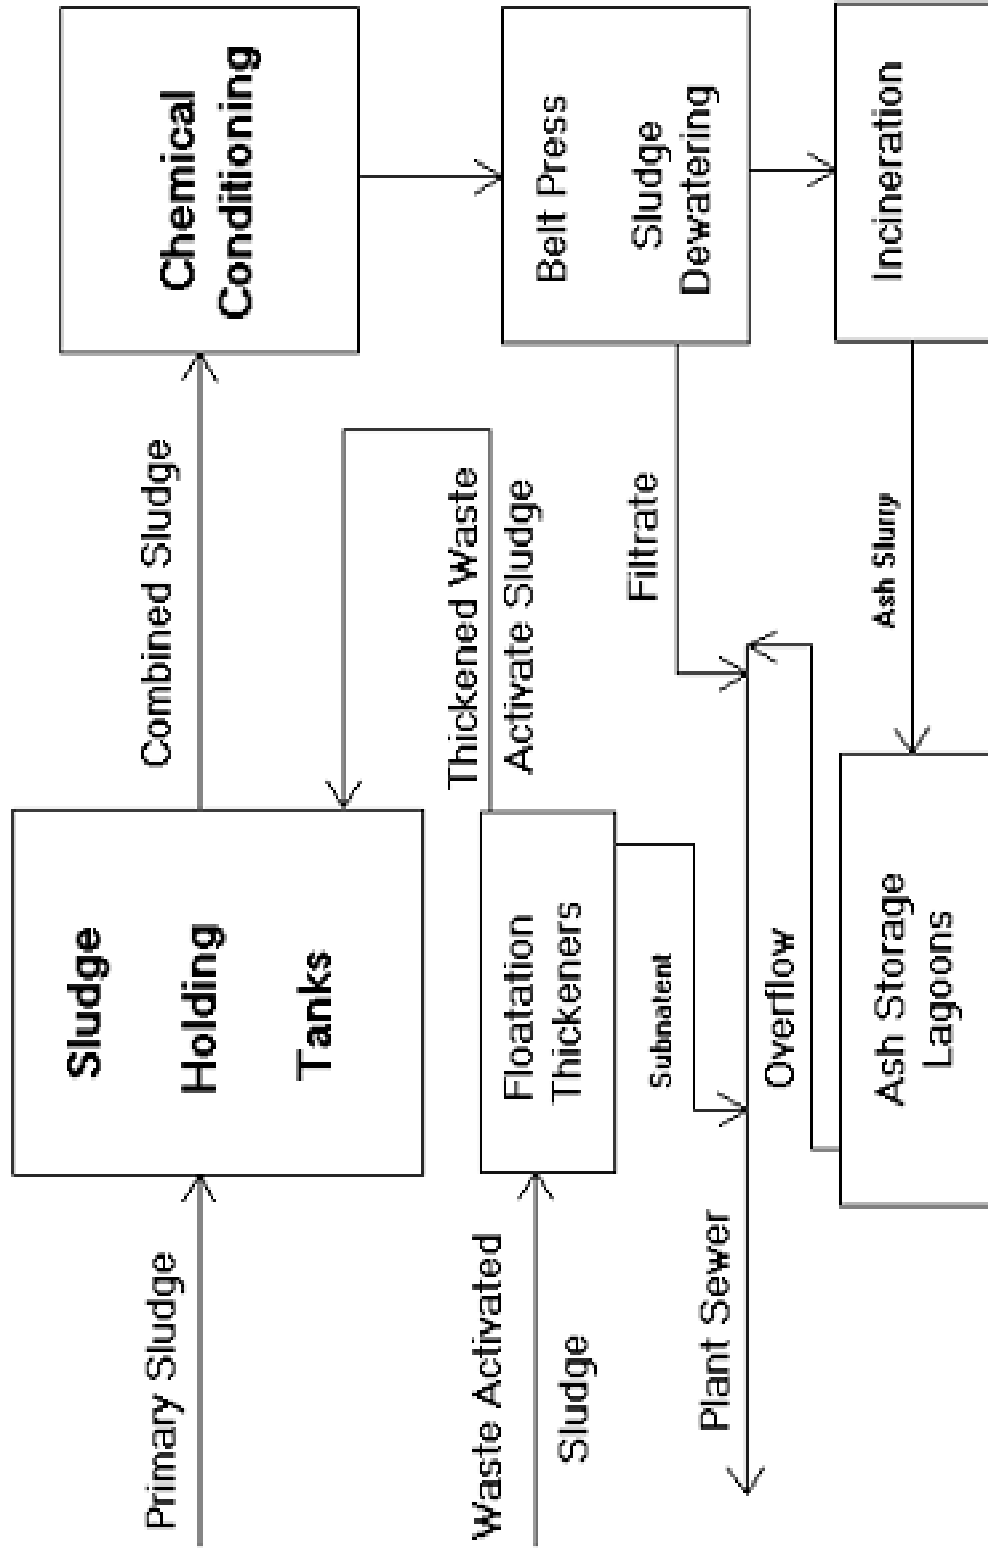 Primary Sludge
Sludge
Holding
Tanks
Combined Sludge
Chemical
Conditioning
Waste Activated
Sludge
Floatation
Thickeners
Thickened Waste
Activate Sludge
Belt Press
Sludge
Dewatering
Subnatent
Filtrate
Plant Sewer
Overflow
Ash Storage
Lagoons
Ash Slurry
Incineration